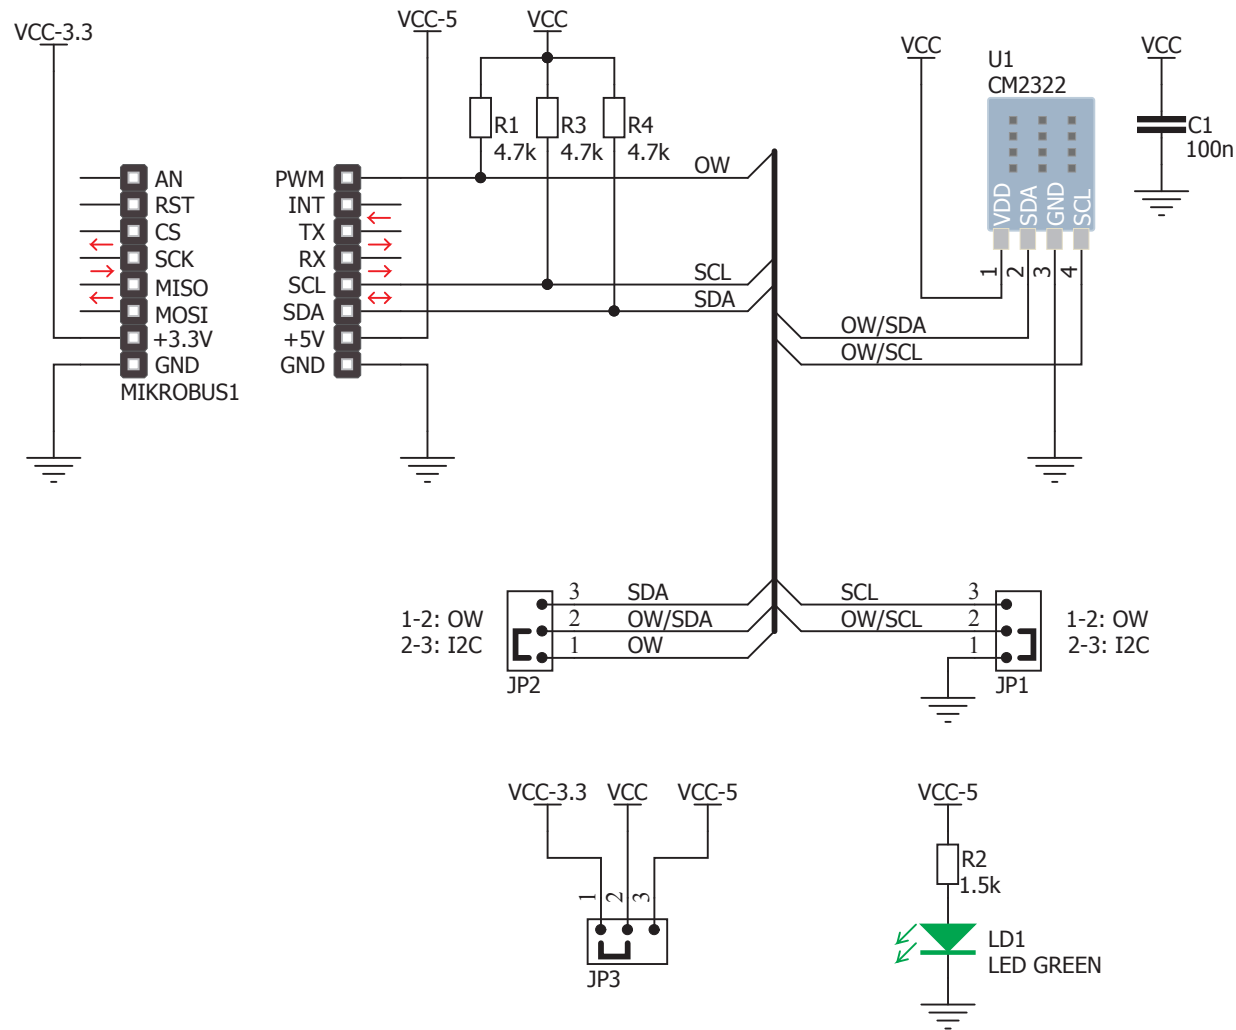 VCC-3.3
VCC-5
VCC
VCC
VCC
U1
CM2322
R1
4.7k
R3
4.7k
R4
4.7k
C1
100n
OW
VDD
SDA
GND
SCL
1
2
3
4
AN
RST
CS
SCK
MISO
MOSI
+3.3V
GND
MIKROBUS1
PWM
INT
TX
RX
SCL
SDA
+5V
GND
SCL
SDA
OW/SDA
OW/SCL
1-2: OW
2-3: I2C
3
2
1
SDA
OW/SDA
OW
JP2
SCL
OW/SCL
3
2
1
1-2: OW
2-3: I2C
JP1
VCC-3.3
VCC
VCC-5
1
2
3
JP3
VCC-5
R2
1.5k
LD1
LED GREEN